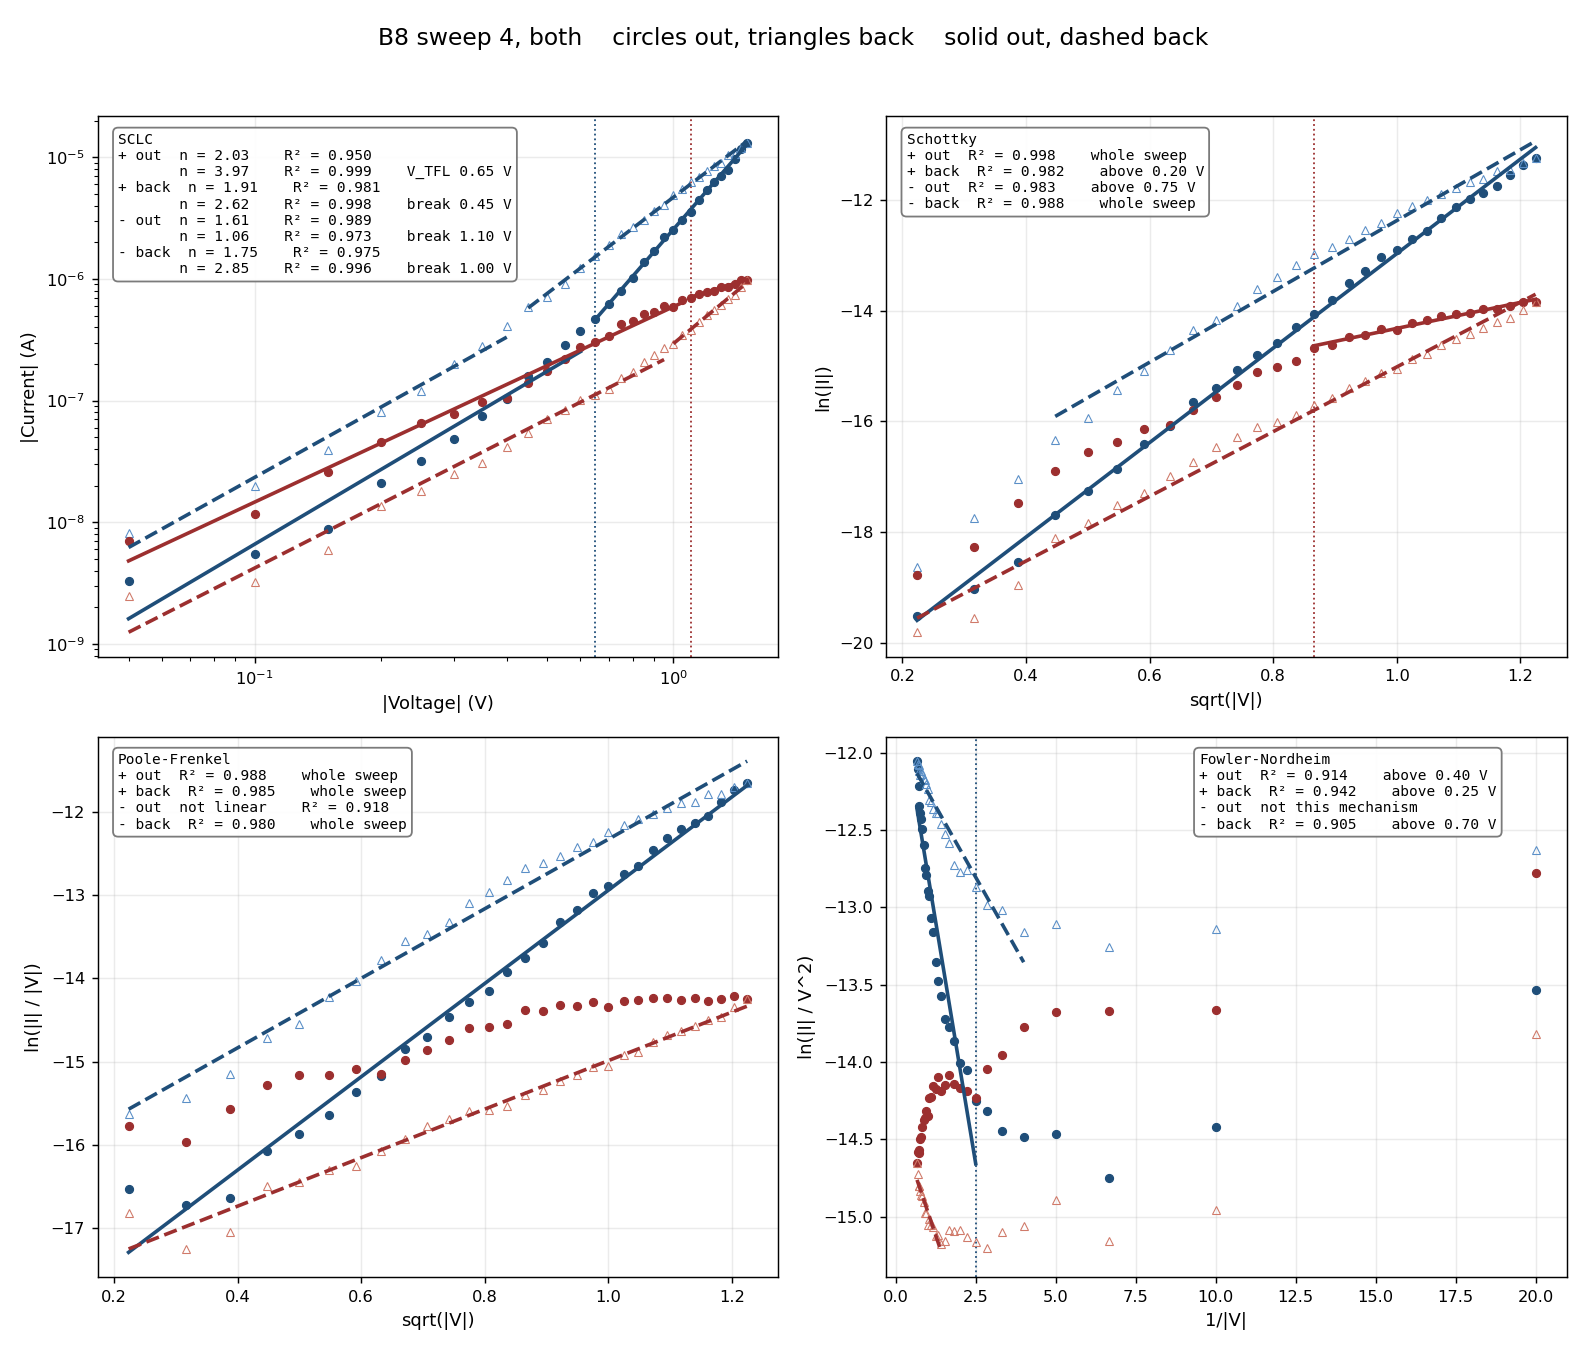 B8 sweep 4, both    circles out, triangles back    solid out, dashed back
SCLC
+ out  n = 2.03    R² = 0.950
       n = 3.97    R² = 0.999    V_TFL 0.65 V
+ back  n = 1.91    R² = 0.981
       n = 2.62    R² = 0.998    break 0.45 V
- out  n = 1.61    R² = 0.989
       n = 1.06    R² = 0.973    break 1.10 V
- back  n = 1.75    R² = 0.975
       n = 2.85    R² = 0.996    break 1.00 V
10⁻⁵
10⁻⁶
10⁻⁷
10⁻⁸
10⁻⁹
|Current| (A)
10⁻¹ 10⁰
|Voltage| (V)
Schottky
+ out  R² = 0.998    whole sweep
+ back  R² = 0.982    above 0.20 V
- out  R² = 0.983    above 0.75 V
- back  R² = 0.988    whole sweep
−12
−14
−16
−18
−20
ln(|I|)
0.2 0.4 0.6 0.8 1.0 1.2
sqrt(|V|)
Poole-Frenkel
+ out  R² = 0.988    whole sweep
+ back  R² = 0.985    whole sweep
- out  not linear    R² = 0.918
- back  R² = 0.980    whole sweep
−12
−13
−14
−15
−16
−17
ln(|I| / |V|)
0.2 0.4 0.6 0.8 1.0 1.2
sqrt(|V|)
Fowler-Nordheim
+ out  R² = 0.914    above 0.40 V
+ back  R² = 0.942    above 0.25 V
- out  not this mechanism
- back  R² = 0.905    above 0.70 V
−12.0
−12.5
−13.0
−13.5
−14.0
−14.5
−15.0
ln(|I| / V^2)
0.0 2.5 5.0 7.5 10.0 12.5 15.0 17.5 20.0
1/|V|